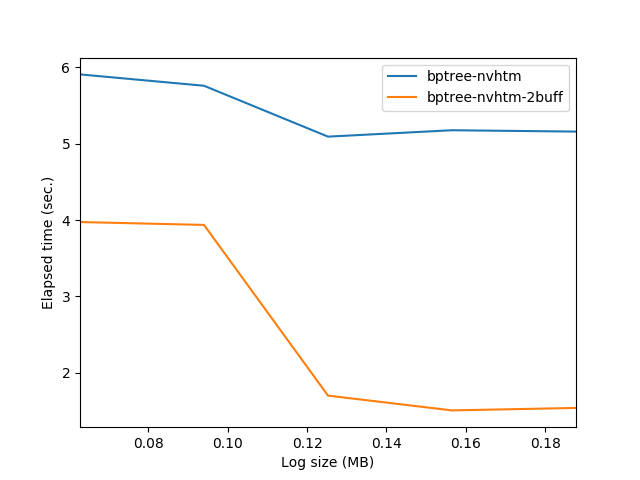 bptree-nvhtm
bptree-nvhtm-2buff
6
5
4
3
2
Elapsed time (sec.)
0.08 0.10 0.12 0.14 0.16 0.18
Log size (MB)